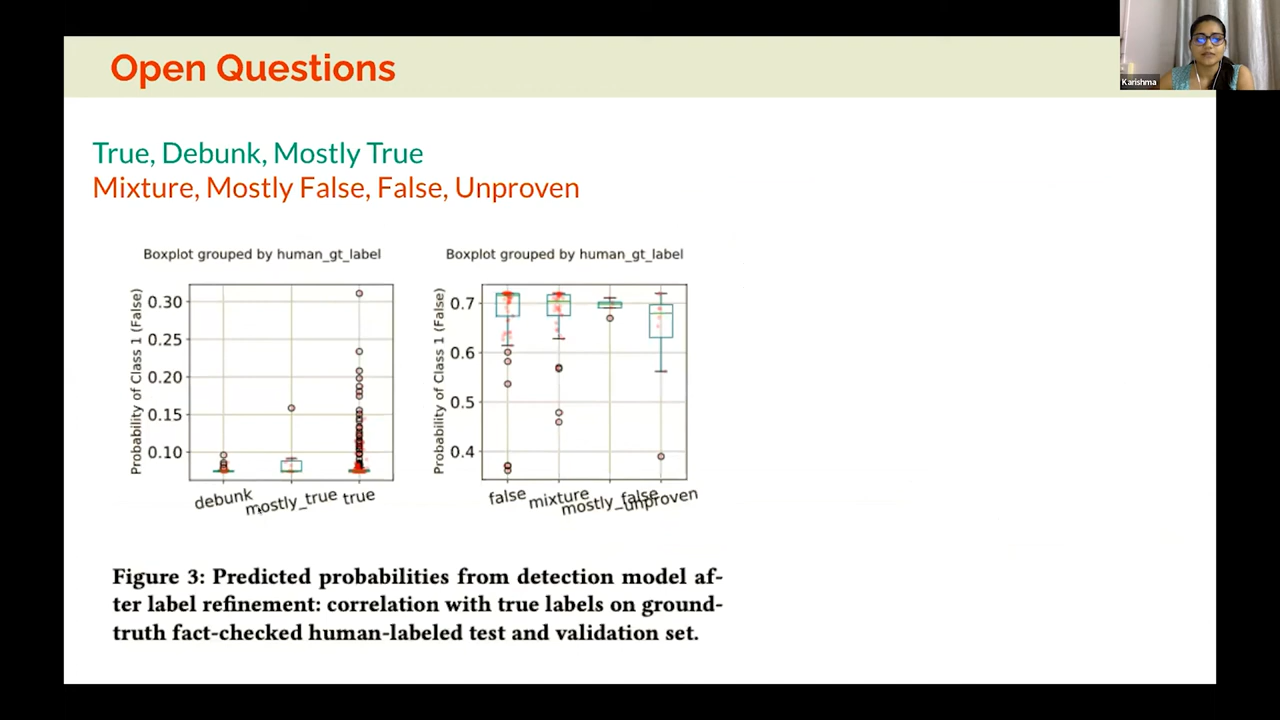 Open Questions
Karishma
True, Debunk, Mostly True
Mixture, Mostly False, False, Unproven
Boxplot grouped by human_gt_label
Probability of Class 1 (False)
0.30
0.25
0.20
0.15
0.10
debunk
mostly_true
true
Boxplot grouped by human_gt_label
Probability of Class 1 (False)
0.7
0.6
0.5
0.4
false
mixture
mostly_false
unproven
Figure 3: Predicted probabilities from detection model af-
ter label refinement: correlation with true labels on ground-
truth fact-checked human-labeled test and validation set.